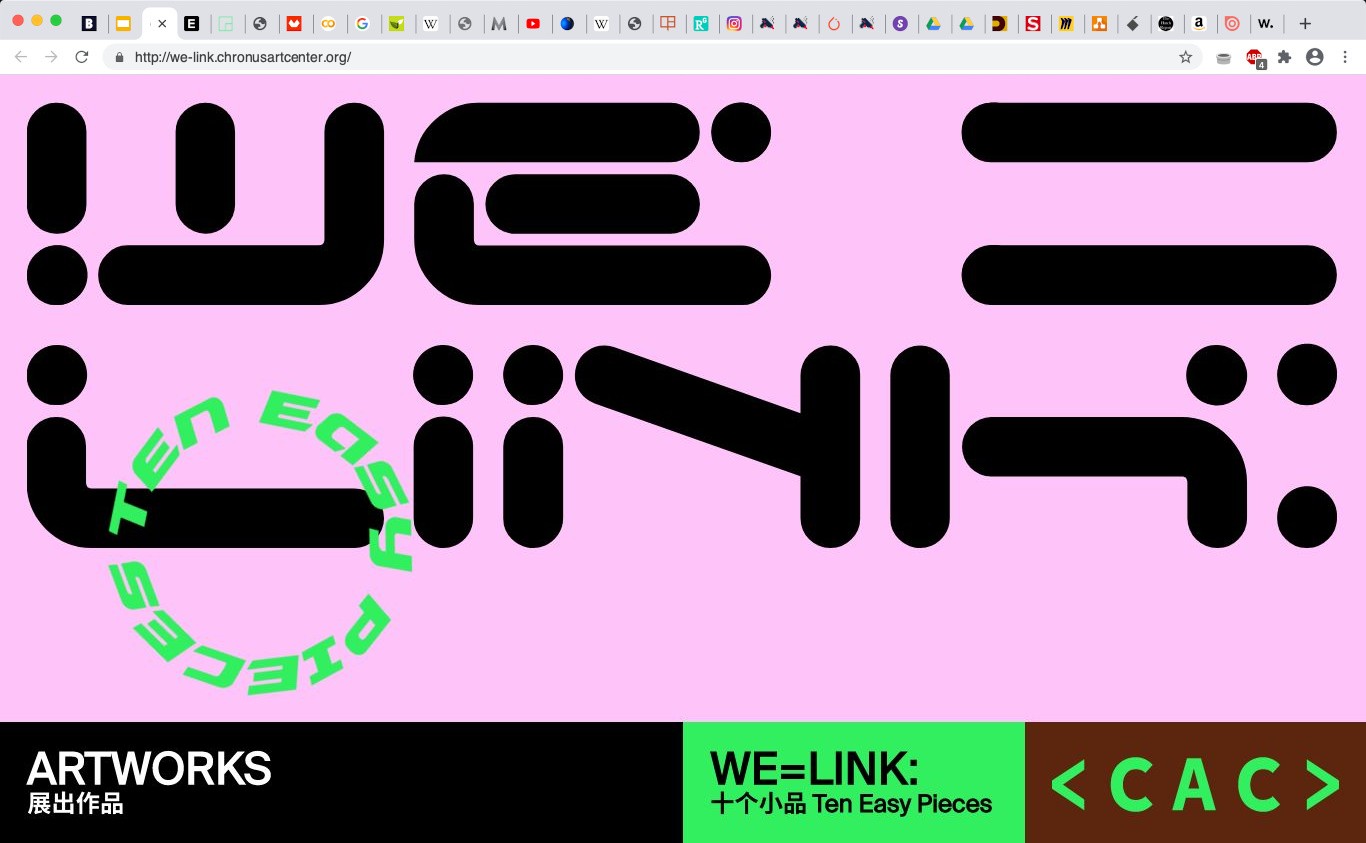 http://we-link.chronusartcenter.org/
WE =
LINK
Ten Easy Pieces
ARTWORKS
展出作品
WE=LINK:
十个小品 Ten Easy Pieces
<CAC>